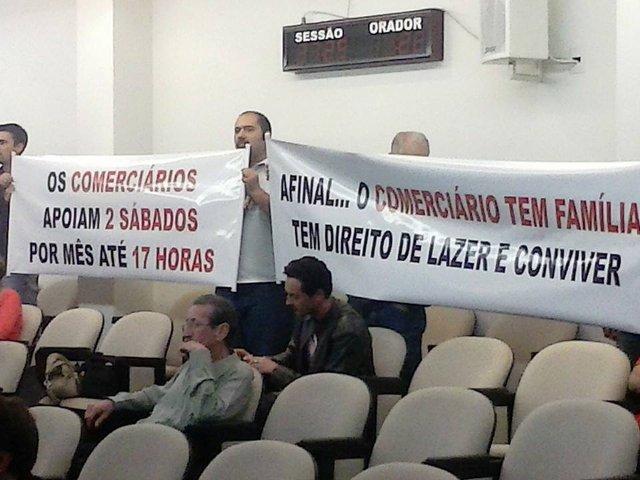 SESSÃO ORADOR
OS COMERCIÁRIOS
APOIAM 2 SÁBADOS
POR MÊS ATÉ 17 HORAS
AFINAL... O COMERCIÁRIO TEM FAMÍLIA
TEM DIREITO DE LAZER E CONVIVER